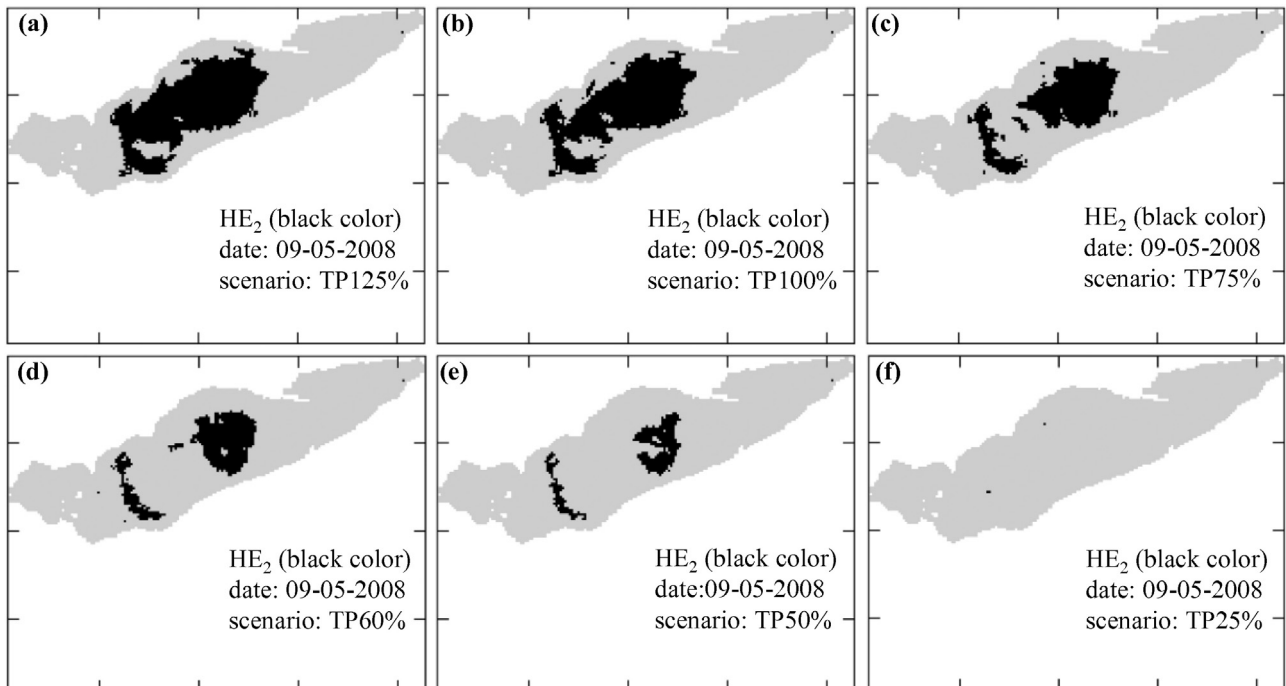 (a)
HE₂ (black color)
date: 09-05-2008
scenario: TP125%
(b)
HE₂ (black color)
date: 09-05-2008
scenario: TP100%
(c)
HE₂ (black color)
date: 09-05-2008
scenario: TP75%
(d)
HE₂ (black color)
date: 09-05-2008
scenario: TP60%
(e)
HE₂ (black color)
date:09-05-2008
scenario: TP50%
(f)
HE₂ (black color)
date: 09-05-2008
scenario: TP25%